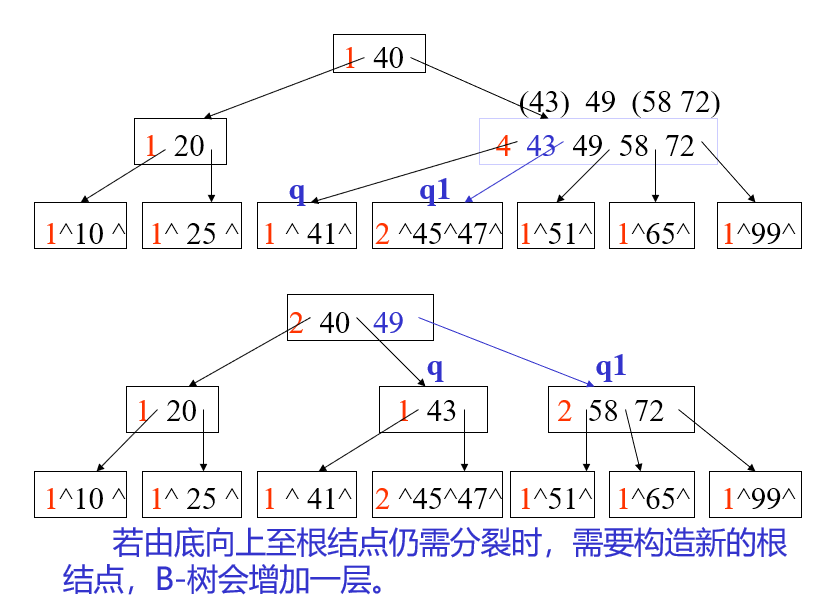 1 40
(43) 49 (58 72)
1 20
4 43 49 58 72
q q1
1^10 ^ 1^ 25 ^ 1 ^ 41^ 2 ^45^47^ 1^51^ 1^65^ 1^99^
2 40 49
q q1
1 20 1 43 2 58 72
1^10 ^ 1^ 25 ^ 1 ^ 41^ 2 ^45^47^ 1^51^ 1^65^ 1^99^
若由底向上至根结点仍需分裂时，需要构造新的根
结点，B-树会增加一层。